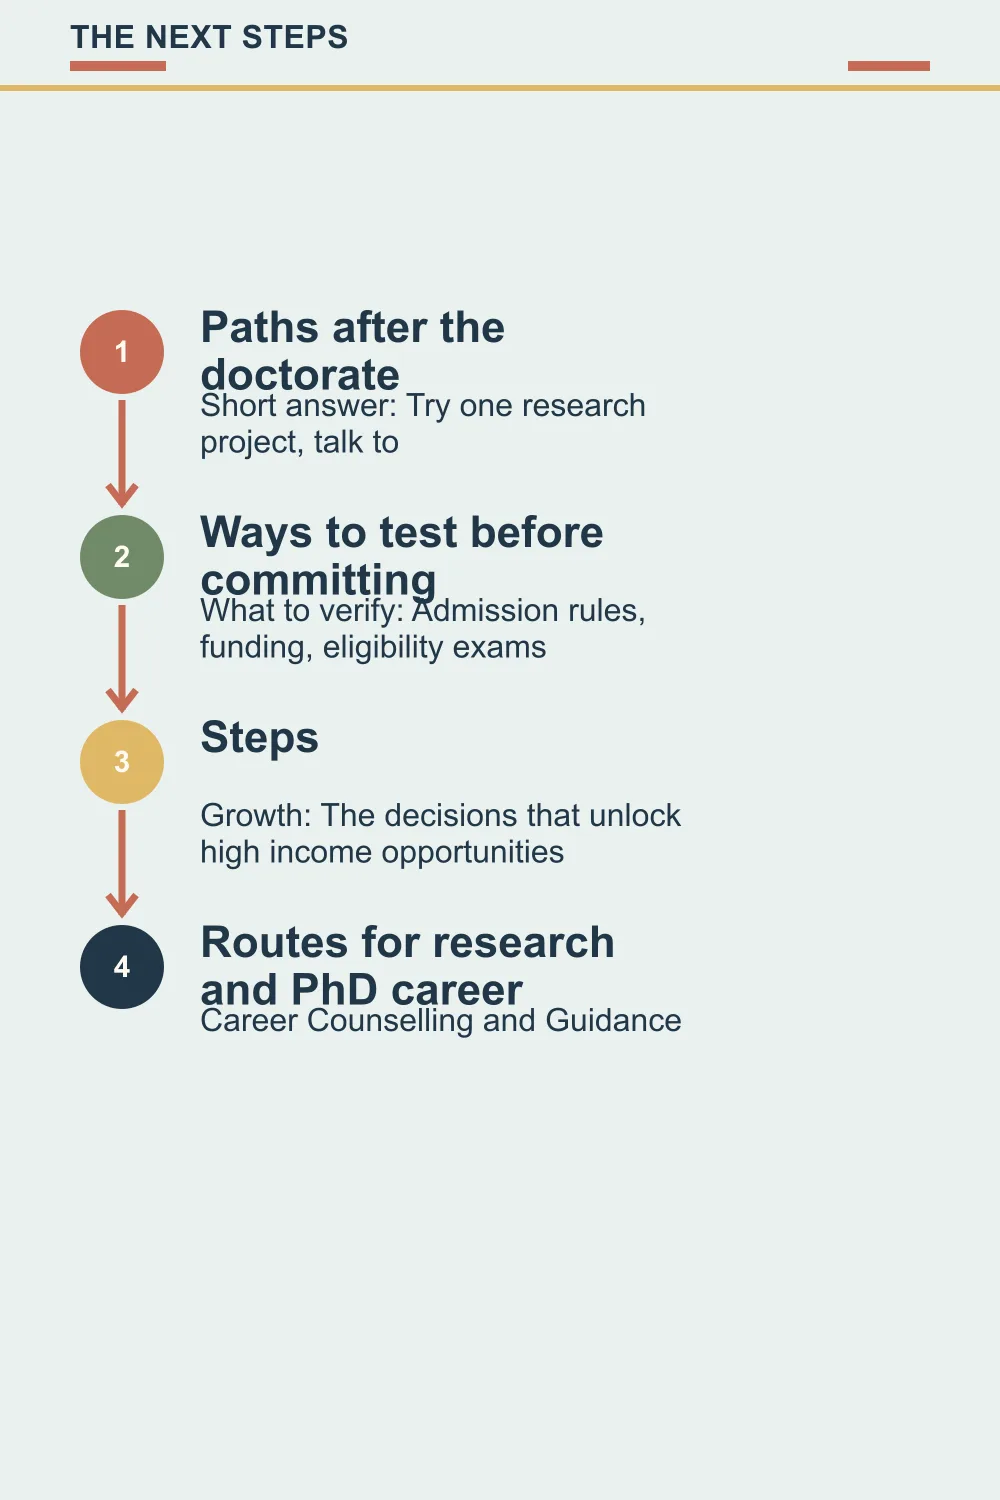 THE NEXT STEPS
1
Paths after the
doctorate
Short answer: Try one research
project, talk to
2
Ways to test before
committing
What to verify: Admission rules,
funding, eligibility exams
3
Steps
Growth: The decisions that unlock
high income opportunities
4
Routes for research
and PhD career
Career Counselling and Guidance